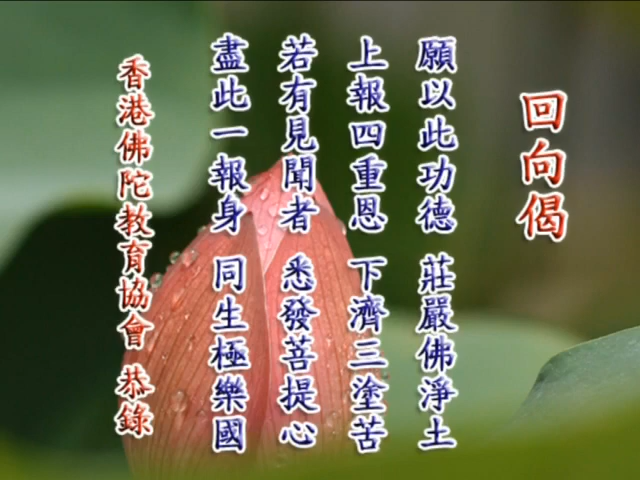 回向偈
願以此功德 莊嚴佛淨土
上報四重恩 下濟三塗苦
若有見聞者 悉發菩提心
盡此一報身 同生極樂國
香港佛陀教育協會 恭錄